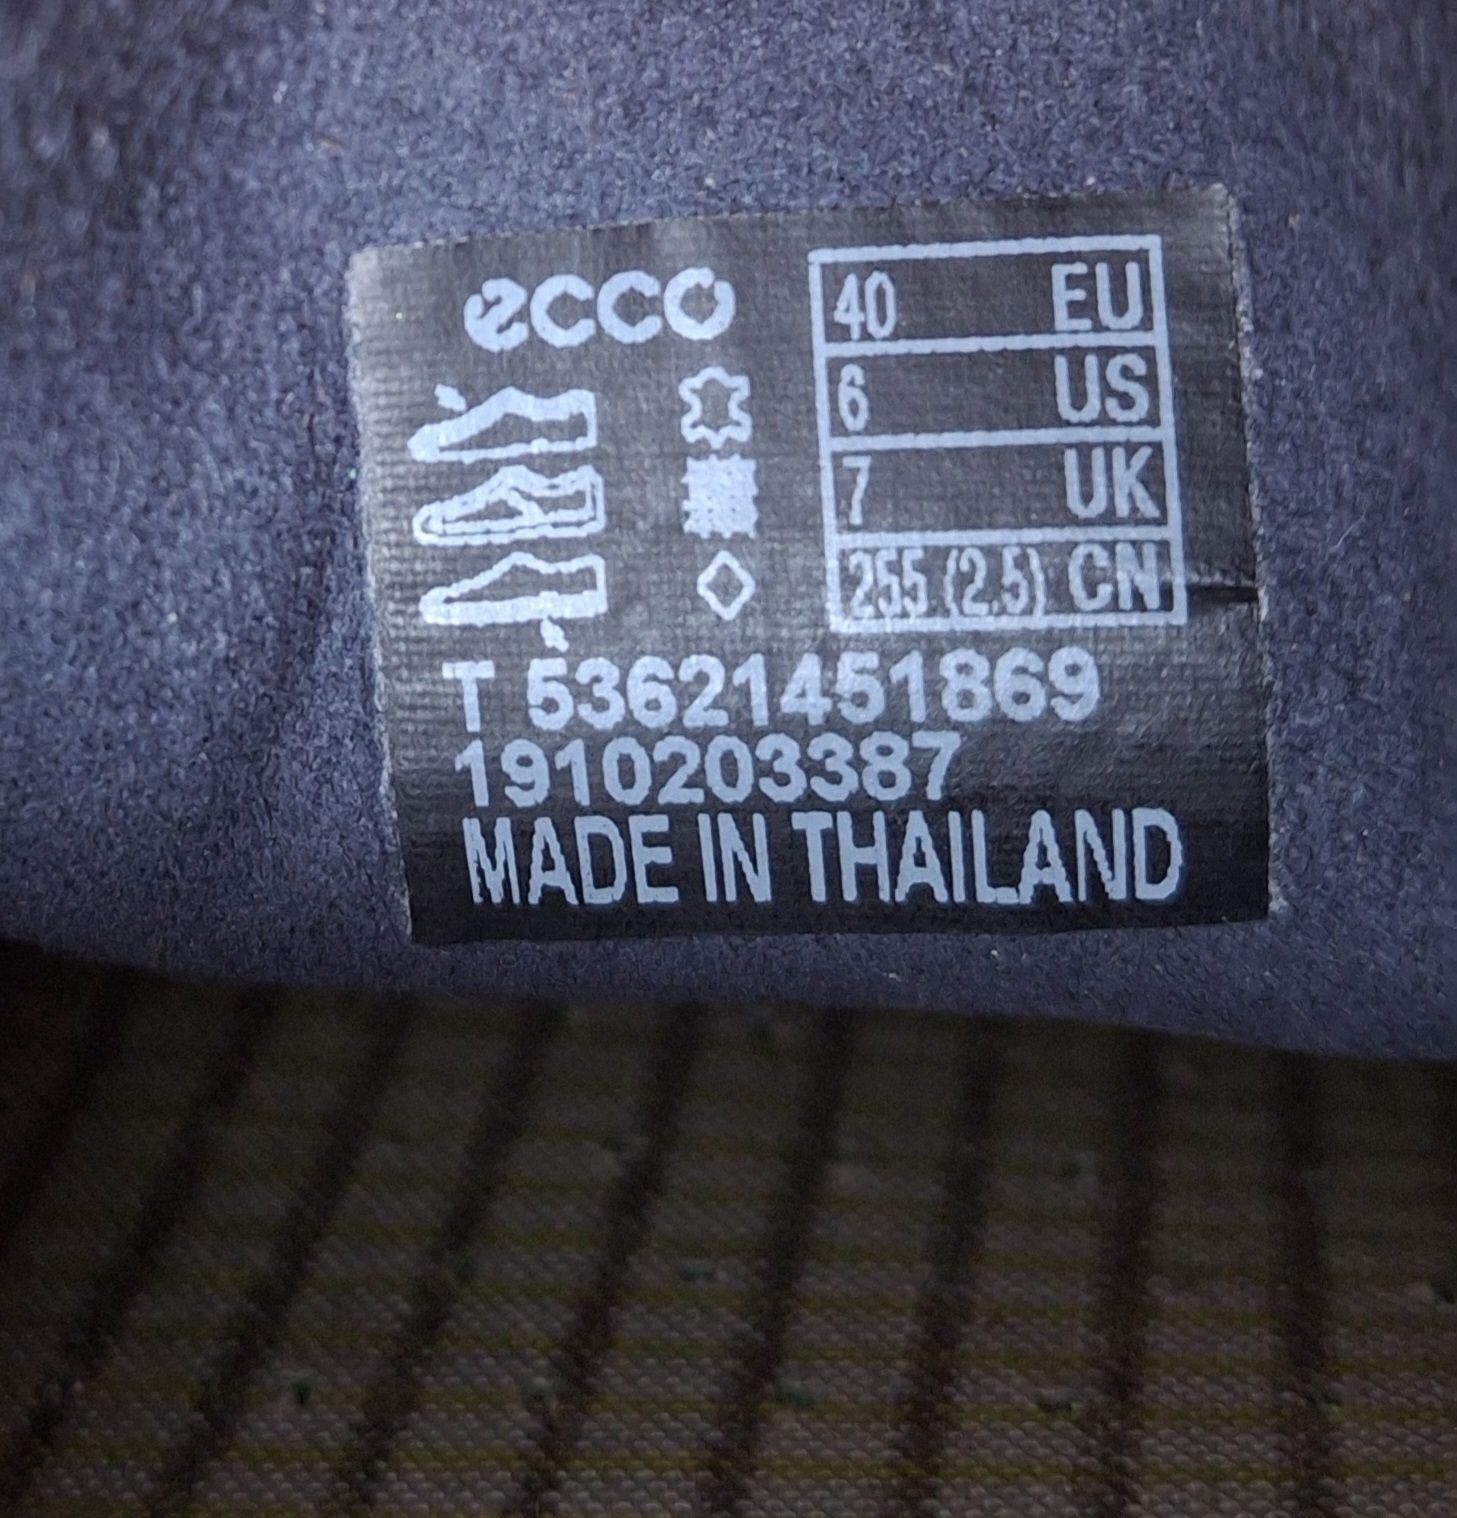 ecco
40 EU
6 US
7 UK
255 (2.5) CN
T 53621451869
1910203387
MADE IN THAILAND